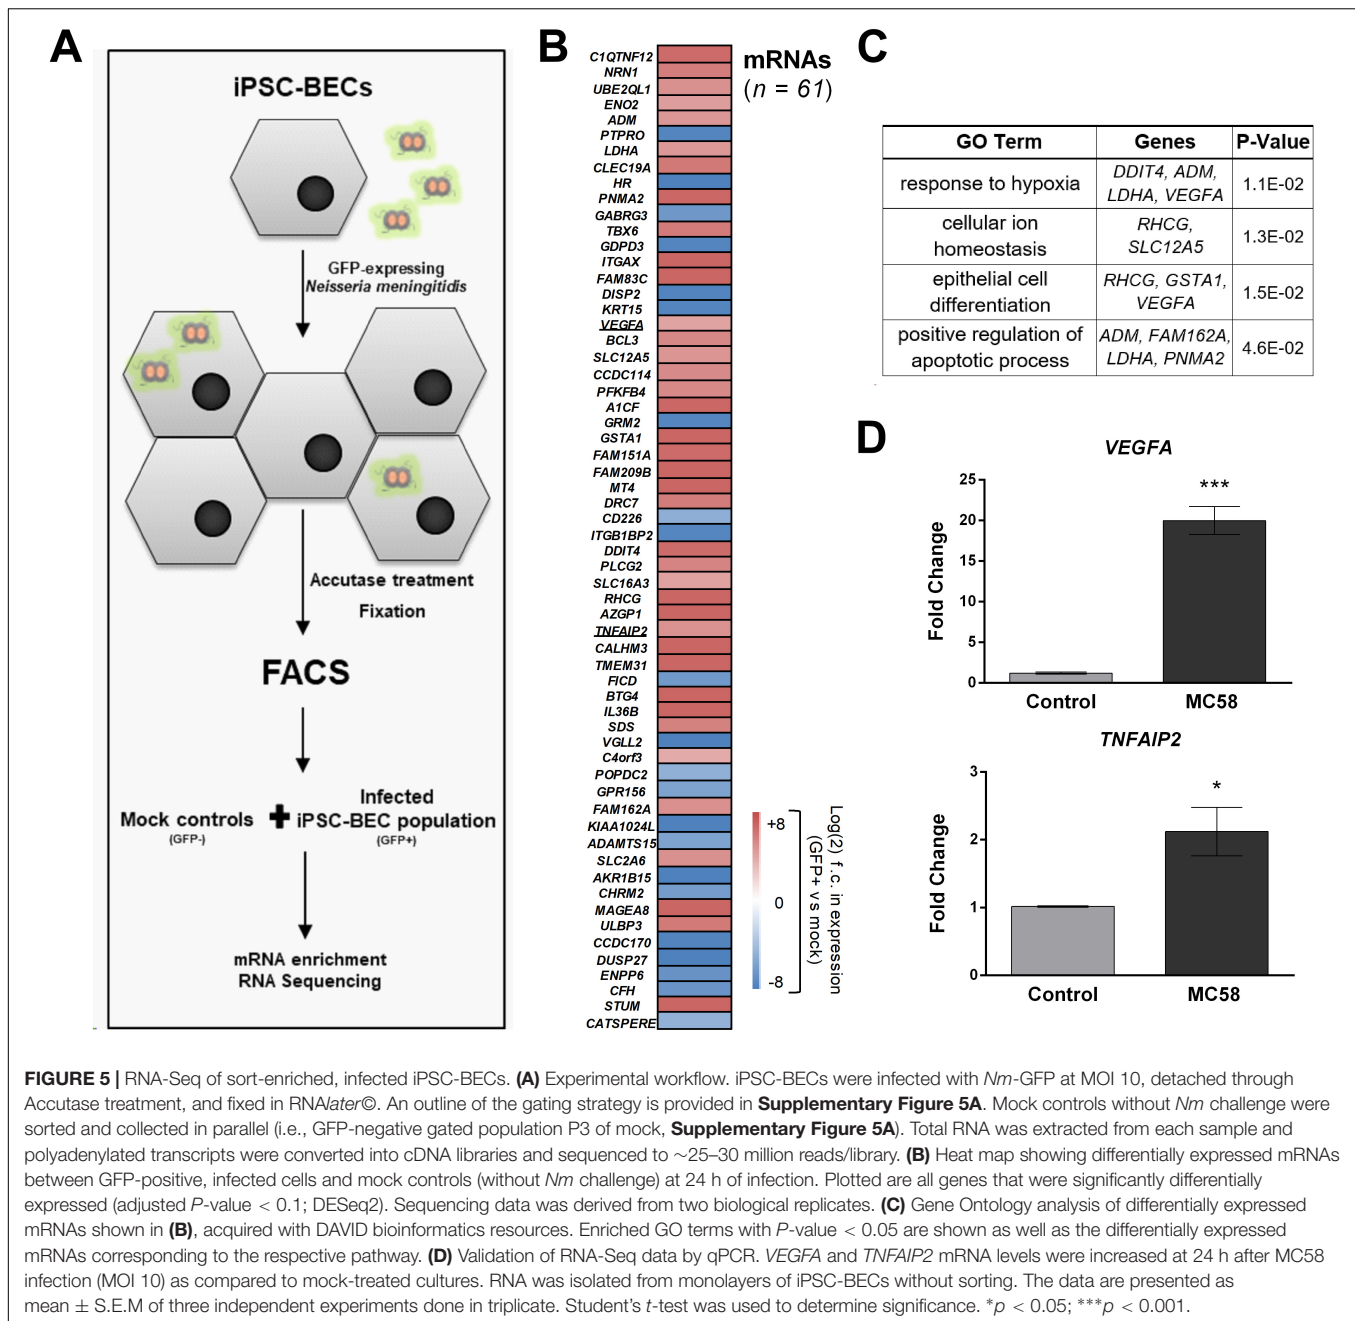 A
iPSC-BECs
GFP-expressing
Neisseria meningitidis
Accutase treatment
Fixation
FACS
Mock controls
(GFP-)
+
Infected
iPSC-BEC population
(GFP+)
mRNA enrichment
RNA Sequencing
B
mRNAs
(n = 61)
C1QTNF12
NRN1
UBE2QL1
ENO2
ADM
PTPRO
LDHA
CLEC19A
HR
PNMA2
GABRG3
TBX6
GDPD3
ITGAX
FAM83C
DISP2
KRT15
VEGFA
BCL3
SLC12A5
CCDC114
PFKFB4
A1CF
GRM2
GSTA1
FAM151A
FAM209B
MT4
DRC7
CD226
ITGB1BP2
DDIT4
PLCG2
SLC16A3
RHCG
AZGP1
TNFAIP2
CALHM3
TMEM31
FICD
BTG4
IL36B
SDS
VGLL2
C4orf3
POPDC2
GPR156
FAM162A
KIAA1024L
ADAMTS15
SLC2A6
AKR1B15
CHRM2
MAGEA8
ULBP3
CCDC170
DUSP27
ENPP6
CFH
STUM
CATSPERE
+8
0
-8
Log(2) f.c. in expression
(GFP+ vs mock)
C
GO Term Genes P-Value
response to hypoxia DDIT4, ADM, LDHA, VEGFA 1.1E-02
cellular ion homeostasis RHCG, SLC12A5 1.3E-02
epithelial cell differentiation RHCG, GSTA1, VEGFA 1.5E-02
positive regulation of apoptotic process ADM, FAM162A, LDHA, PNMA2 4.6E-02
D
VEGFA
Fold Change
25
20
15
10
5
0
***
Control MC58
TNFAIP2
Fold Change
3
2
1
0
*
Control MC58
FIGURE 5 | RNA-Seq of sort-enriched, infected iPSC-BECs. (A) Experimental workflow. iPSC-BECs were infected with Nm-GFP at MOI 10, detached through
Accutase treatment, and fixed in RNAlater©. An outline of the gating strategy is provided in Supplementary Figure 5A. Mock controls without Nm challenge were
sorted and collected in parallel (i.e., GFP-negative gated population P3 of mock, Supplementary Figure 5A). Total RNA was extracted from each sample and
polyadenylated transcripts were converted into cDNA libraries and sequenced to ∼25–30 million reads/library. (B) Heat map showing differentially expressed mRNAs
between GFP-positive, infected cells and mock controls (without Nm challenge) at 24 h of infection. Plotted are all genes that were significantly differentially
expressed (adjusted P-value < 0.1; DESeq2). Sequencing data was derived from two biological replicates. (C) Gene Ontology analysis of differentially expressed
mRNAs shown in (B), acquired with DAVID bioinformatics resources. Enriched GO terms with P-value < 0.05 are shown as well as the differentially expressed
mRNAs corresponding to the respective pathway. (D) Validation of RNA-Seq data by qPCR. VEGFA and TNFAIP2 mRNA levels were increased at 24 h after MC58
infection (MOI 10) as compared to mock-treated cultures. RNA was isolated from monolayers of iPSC-BECs without sorting. The data are presented as
mean ± S.E.M of three independent experiments done in triplicate. Student's t-test was used to determine significance. *p < 0.05; ***p < 0.001.